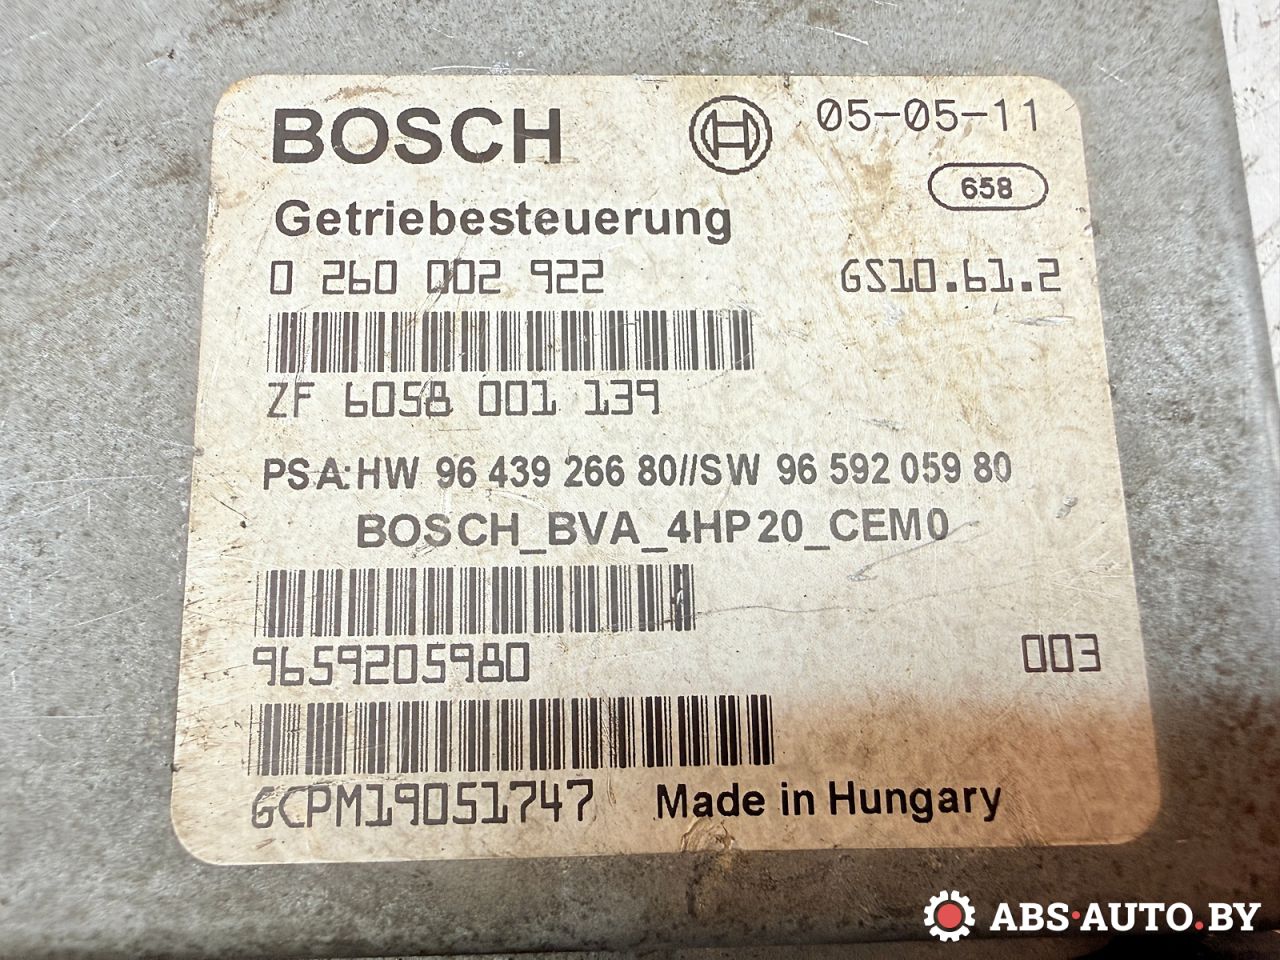 BOSCH 05-05-11
658
Getriebesteuerung
0 260 002 922 GS10.61.2
ZF 6058 001 139
PSA:HW 96 439 266 80//SW 96 592 059 80
BOSCH_BVA_4HP20_CEM0
9659205980 003
GCPM19051747 Made in Hungary
ABS-AUTO.BY